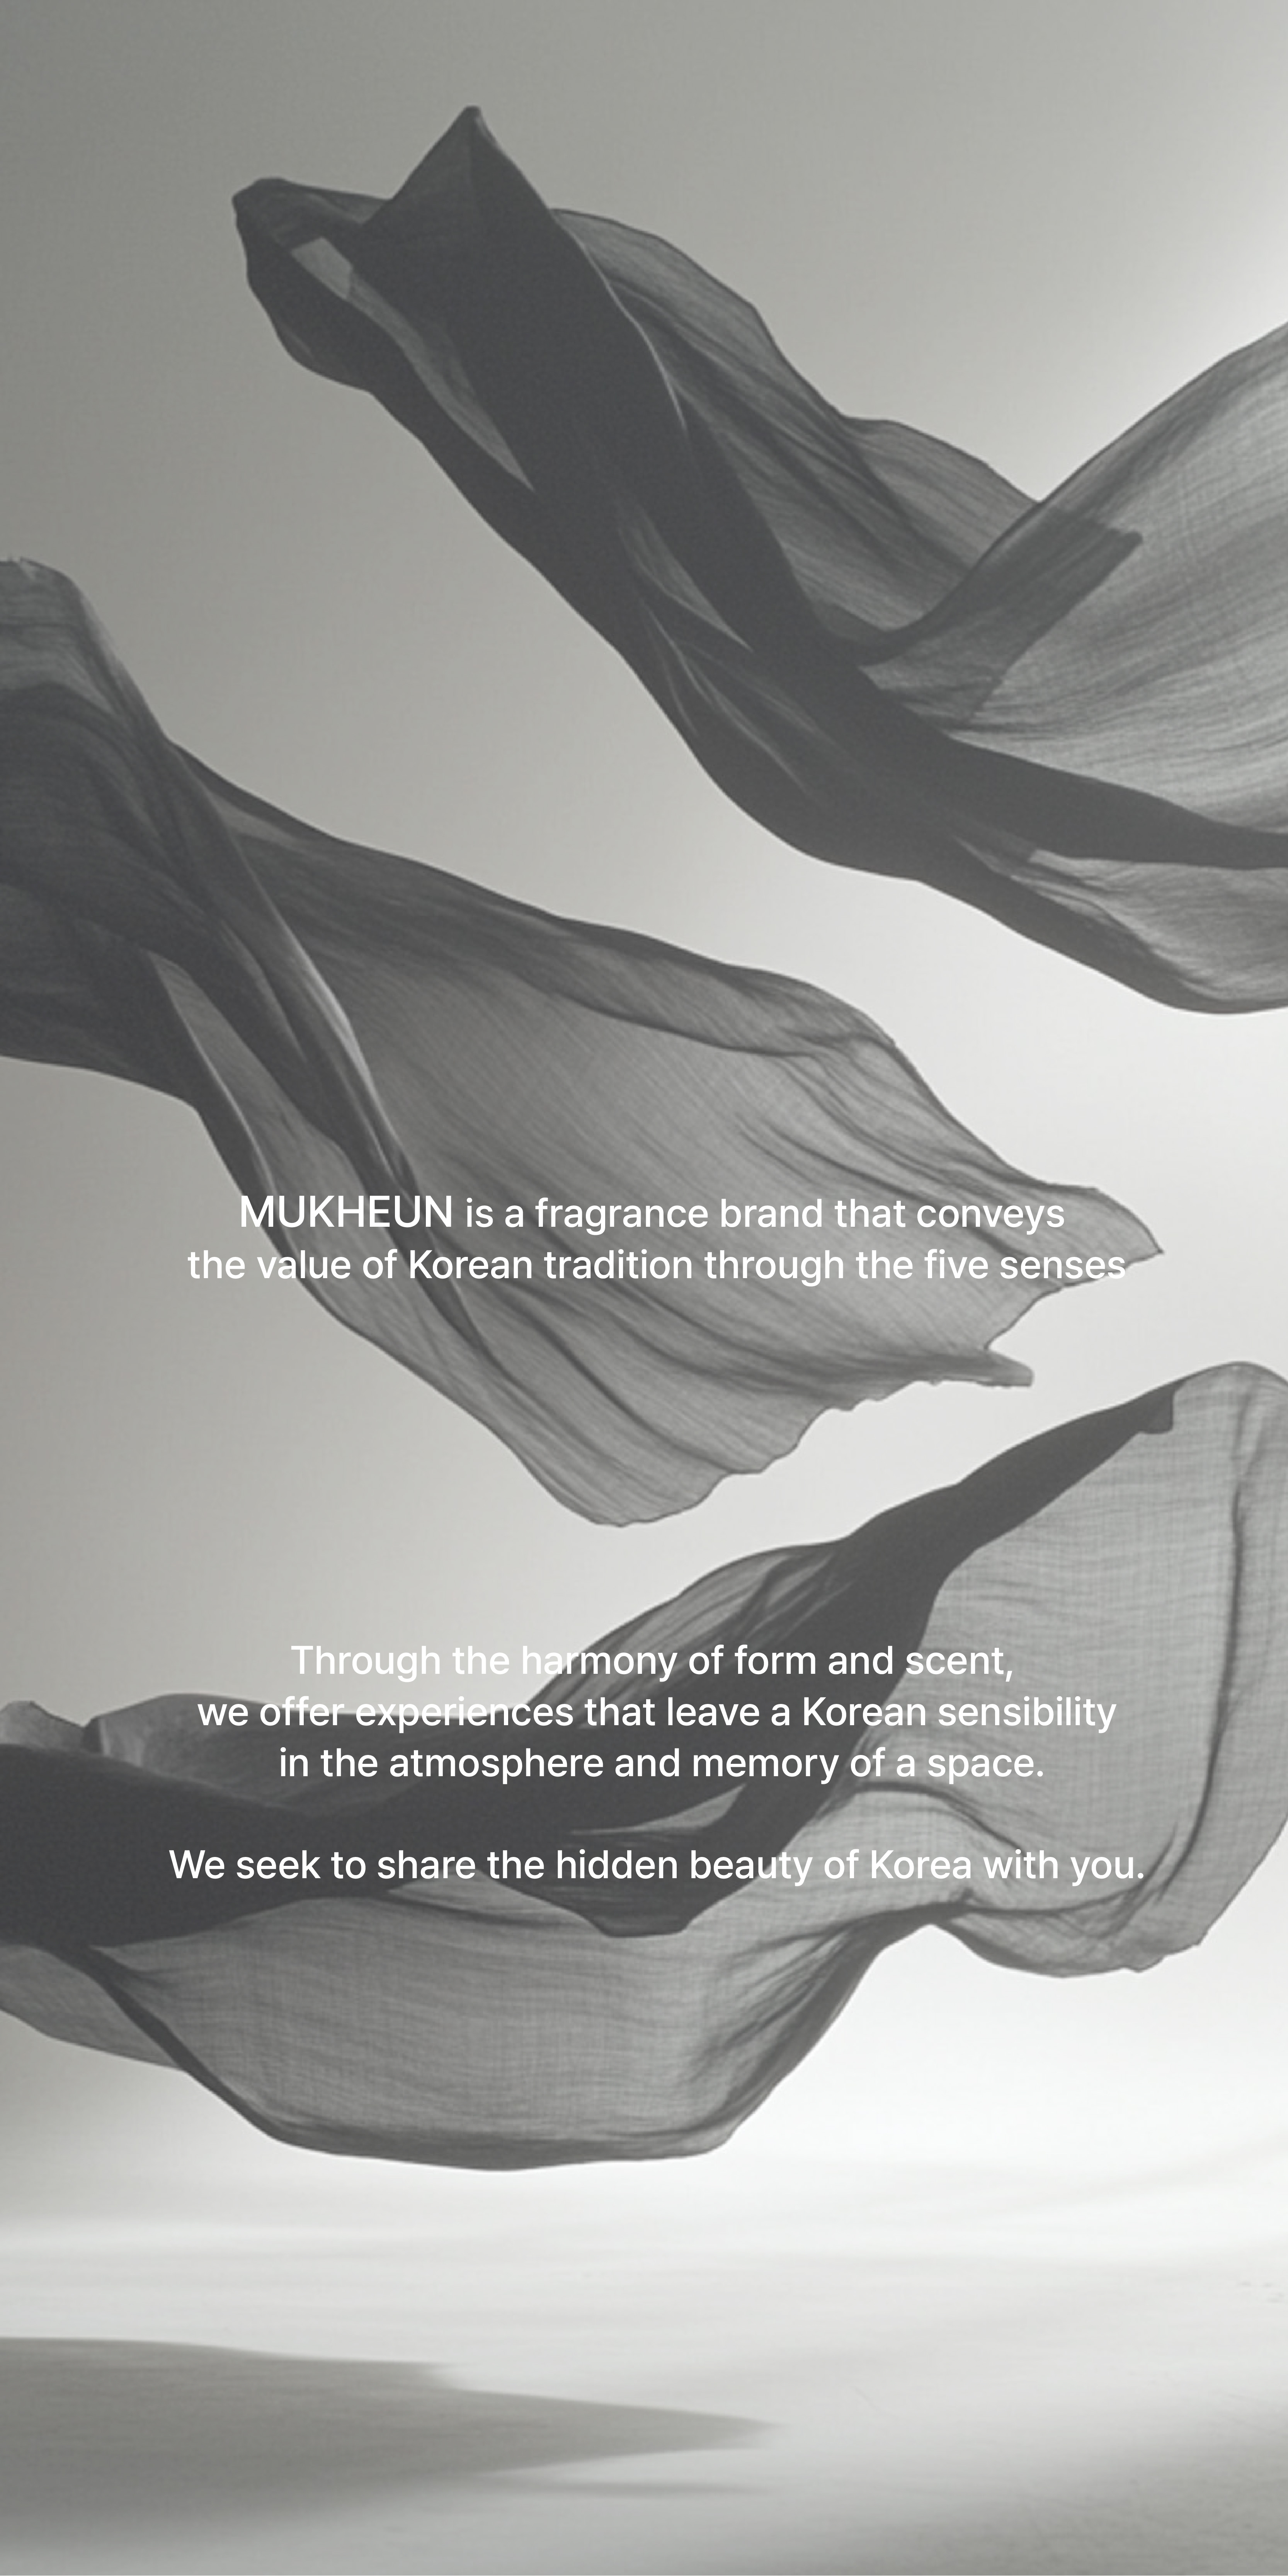 MUKHEUN is a fragrance brand that conveys
the value of Korean tradition through the five senses
Through the harmony of form and scent,
we offer experiences that leave a Korean sensibility
in the atmosphere and memory of a space.
We seek to share the hidden beauty of Korea with you.